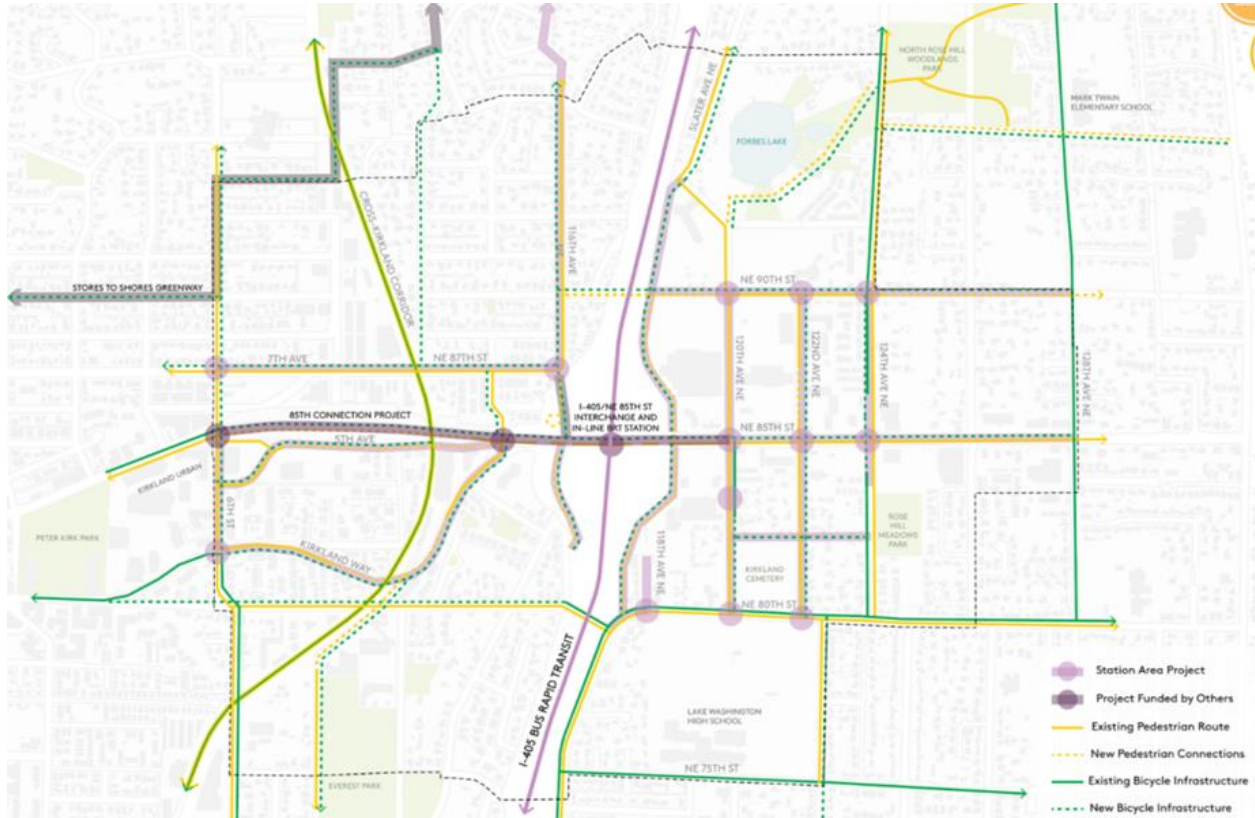 NORTH ROSE HILL
WOODLANDS
PARK
MARK TWAIN
ELEMENTARY SCHOOL
SLATER AVE NE
FORBES LAKE
CROSS-KIRKLAND CORRIDOR
116TH AVE
STORES TO SHORES GREENWAY
NE 90TH ST
120TH AVE NE
122ND AVE NE
124TH AVE NE
128TH AVE NE
7TH AVE
NE 87TH ST
I-405/NE 85TH ST
INTERCHANGE AND
IN-LINE BRT STATION
85TH CONNECTION PROJECT
5TH AVE
NE 85TH ST
KIRKLAND URBAN
6TH ST
PETER KIRK PARK
KIRKLAND WAY
118TH AVE NE
ROSE
HILL
MEADOWS
PARK
KIRKLAND
CEMETERY
NE 80TH ST
I-405 BUS RAPID TRANSIT
LAKE WASHINGTON
HIGH SCHOOL
NE 75TH ST
EVEREST PARK
Station Area Project
Project Funded by Others
Existing Pedestrian Route
New Pedestrian Connections
Existing Bicycle Infrastructure
New Bicycle Infrastructure